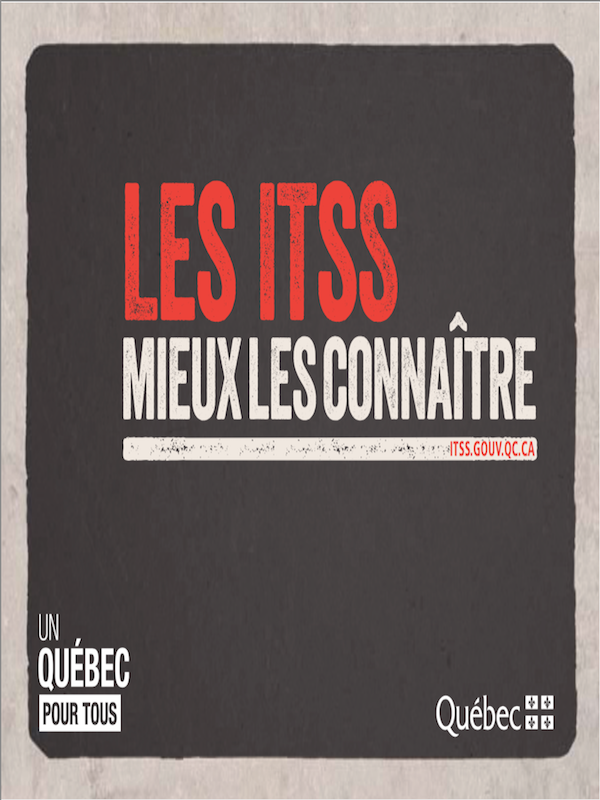 LES ITSS
MIEUX LES CONNAÎTRE
ITSS.GOUV.QC.CA
UN
QUÉBEC
POUR TOUS
Québec